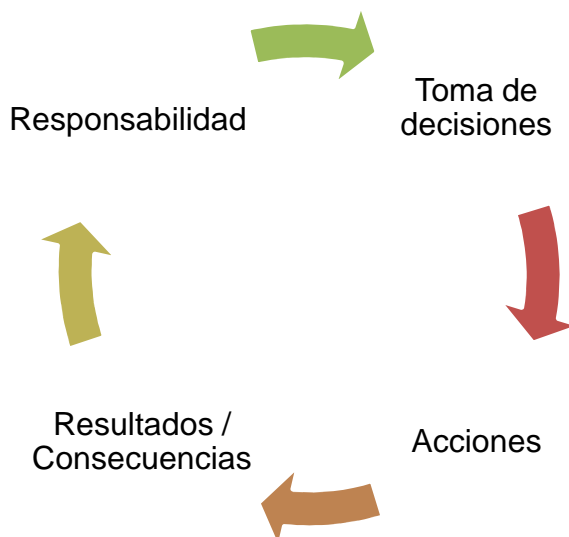 Responsabilidad
Toma de
decisiones
Resultados /
Consecuencias
Acciones